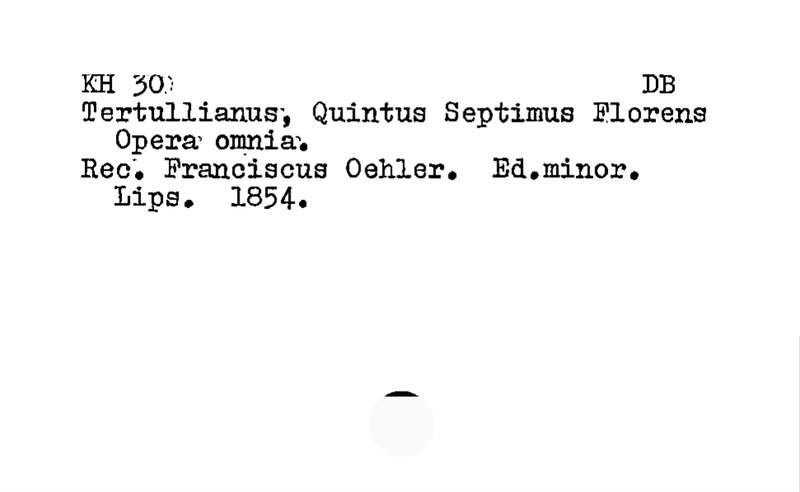 KH 30 DB
Tertullianus, Quintus Septimus Florens
Opera omnia.
Rec. Franciscus Oehler. Ed.minor.
Lips. 1854.